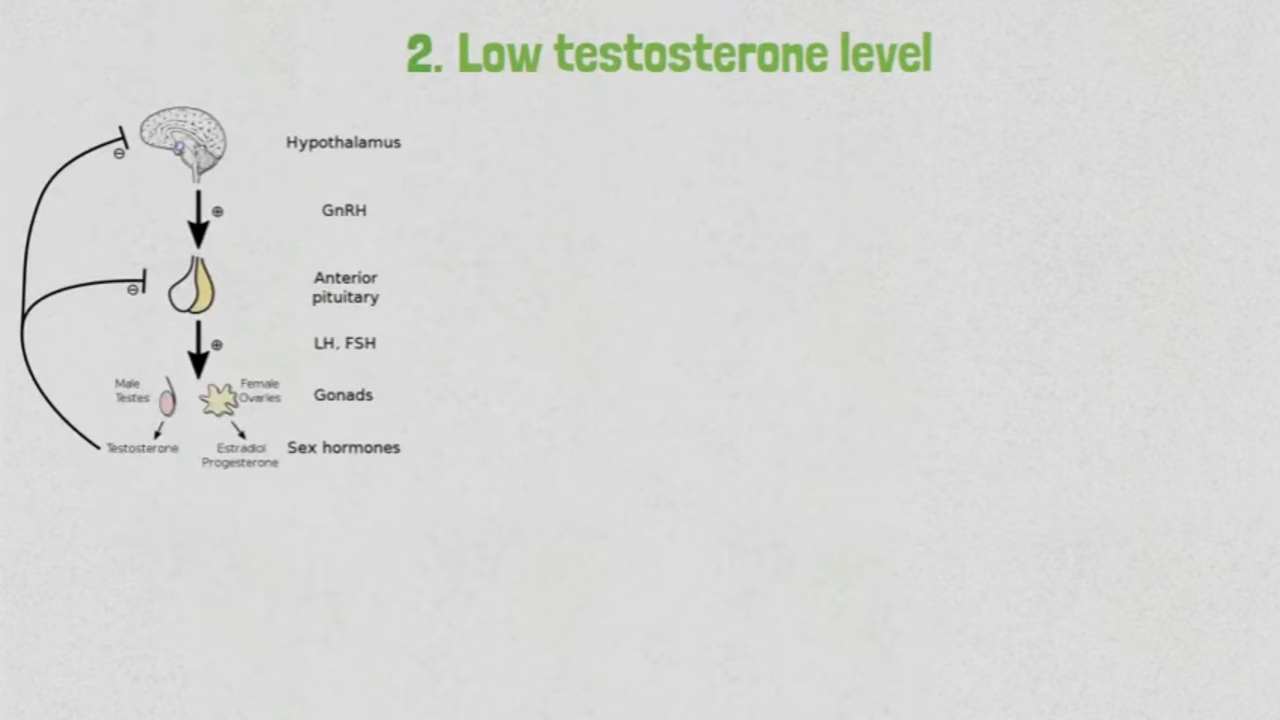 2. Low testosterone level
Hypothalamus
⊖
⊕
GnRH
Anterior
pituitary
⊖
⊕
LH, FSH
Male
Testes
Female
Ovaries
Gonads
Testosterone
Estradiol
Progesterone
Sex hormones